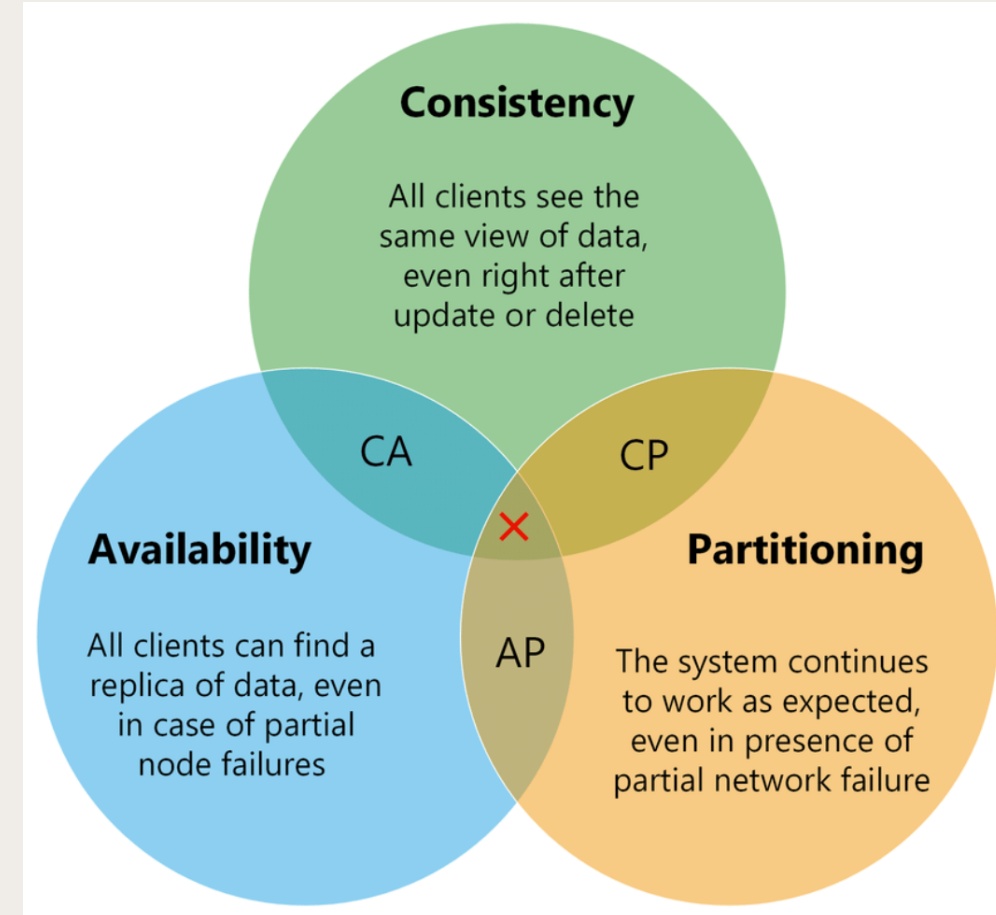 Consistency
All clients see the
same view of data,
even right after
update or delete
CA
CP
Availability
All clients can find a
replica of data, even
in case of partial
node failures
AP
Partitioning
The system continues
to work as expected,
even in presence of
partial network failure